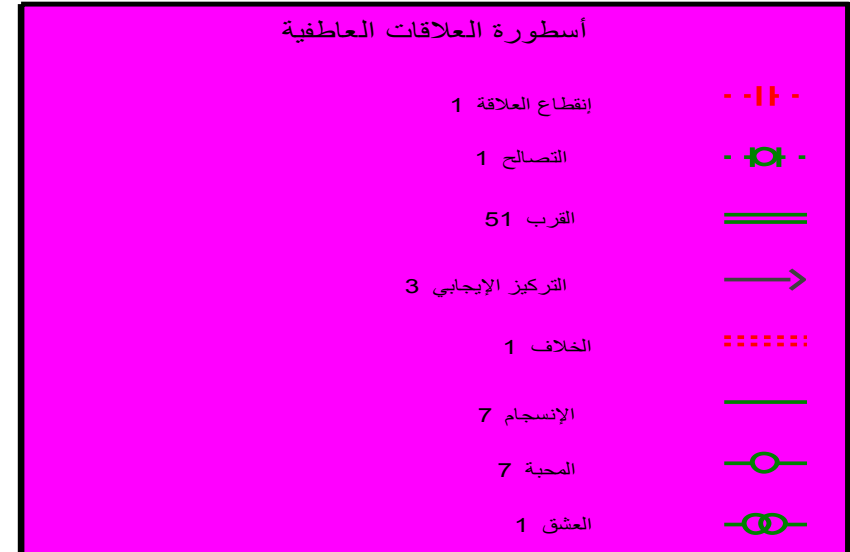 أسطورة العلاقات العاطفية
إنقطاع العلاقة 1
التصالح 1
القرب 51
التركيز الإيجابي 3
الخلاف 1
الإنسجام 7
المحبة 7
العشق 1